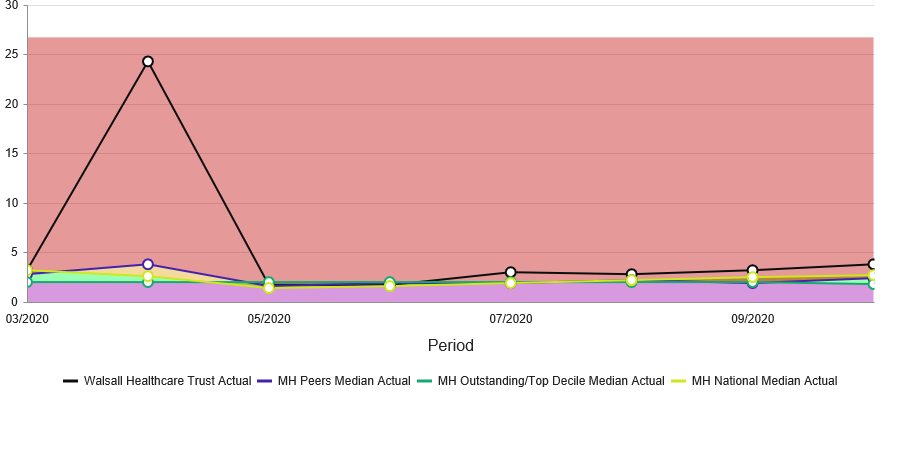 30
25
20
15
10
5
0
03/2020 05/2020 07/2020 09/2020
Period
Walsall Healthcare Trust Actual MH Peers Median Actual MH Outstanding/Top Decile Median Actual MH National Median Actual